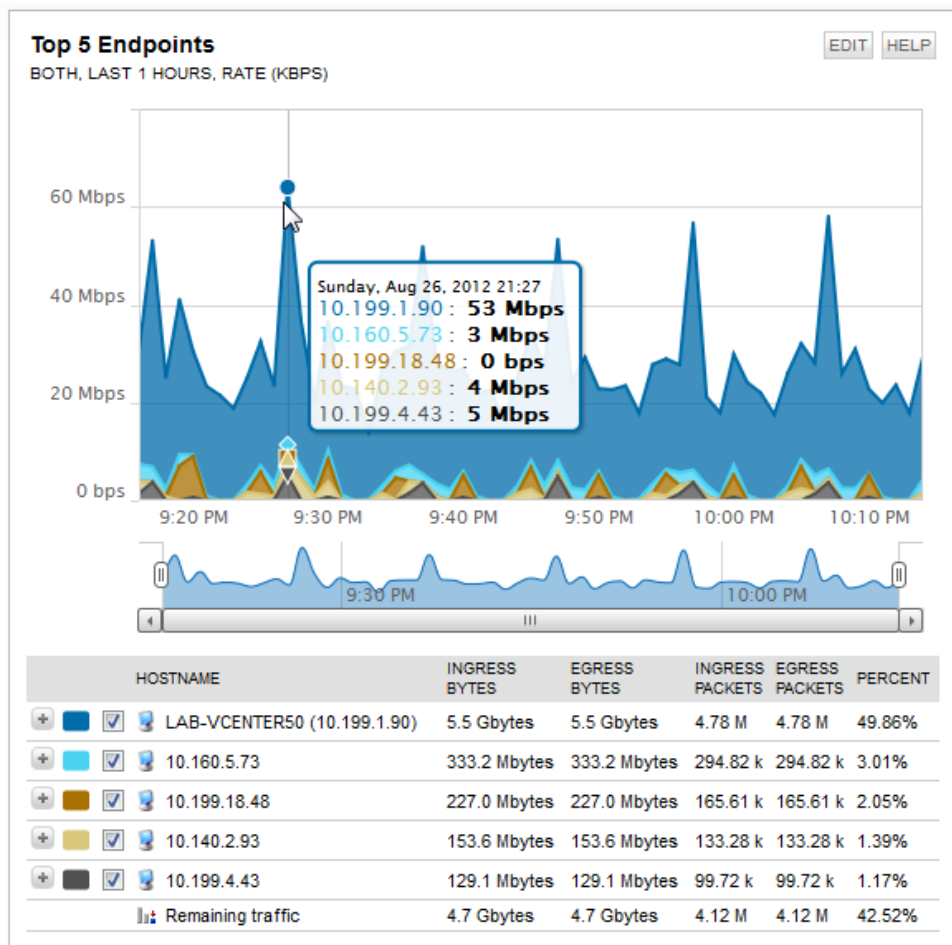 Top 5 Endpoints
EDIT HELP
BOTH, LAST 1 HOURS, RATE (KBPS)
60 Mbps
40 Mbps
20 Mbps
0 bps
Sunday, Aug 26, 2012 21:27
10.199.1.90 : 53 Mbps
10.160.5.73 : 3 Mbps
10.199.18.48 : 0 bps
10.140.2.93 : 4 Mbps
10.199.4.43 : 5 Mbps
9:20 PM 9:30 PM 9:40 PM 9:50 PM 10:00 PM 10:10 PM
9:30 PM 10:00 PM
HOSTNAME INGRESS BYTES EGRESS BYTES INGRESS PACKETS EGRESS PACKETS PERCENT
LAB-VCENTER50 (10.199.1.90) 5.5 Gbytes 5.5 Gbytes 4.78 M 4.78 M 49.86%
10.160.5.73 333.2 Mbytes 333.2 Mbytes 294.82 k 294.82 k 3.01%
10.199.18.48 227.0 Mbytes 227.0 Mbytes 165.61 k 165.61 k 2.05%
10.140.2.93 153.6 Mbytes 153.6 Mbytes 133.28 k 133.28 k 1.39%
10.199.4.43 129.1 Mbytes 129.1 Mbytes 99.72 k 99.72 k 1.17%
Remaining traffic 4.7 Gbytes 4.7 Gbytes 4.12 M 4.12 M 42.52%